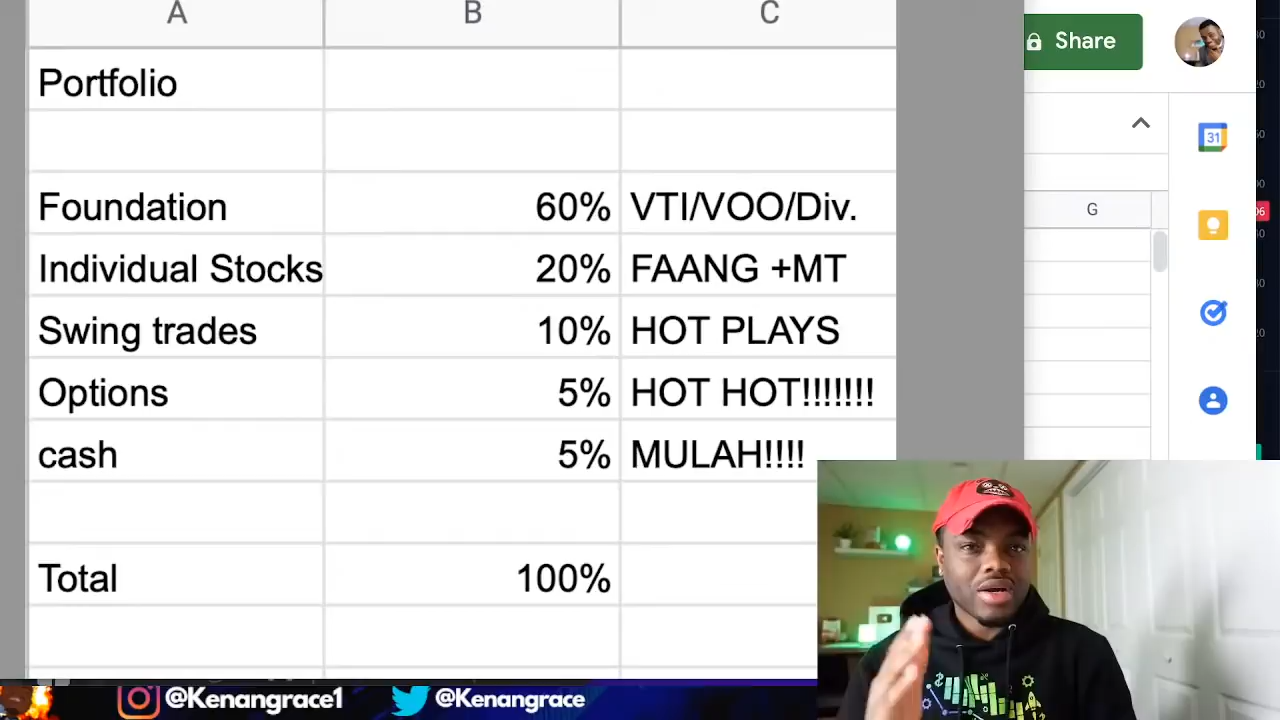 A B C
Share
Portfolio
31
G
Foundation 60% VTI/VOO/Div.
Individual Stocks 20% FAANG +MT
Swing trades 10% HOT PLAYS
Options 5% HOT HOT!!!!!!!
cash 5% MULAH!!!!
Total 100%
@Kenangrace1 @Kenangrace